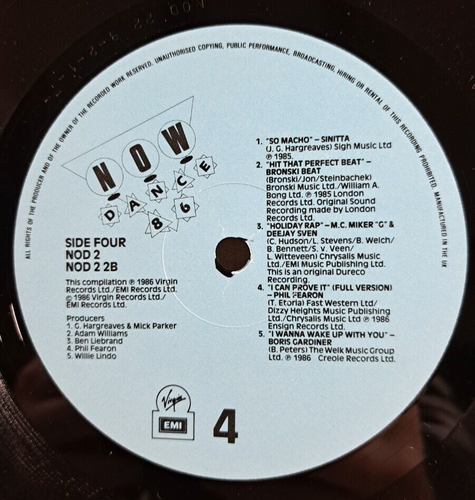 ALL RIGHTS OF THE PRODUCER AND OF THE OWNER OF THE RECORDED WORK RESERVED. UNAUTHORISED COPYING, PUBLIC PERFORMANCE, BROADCASTING, HIRING OR RENTAL OF THIS RECORDING PROHIBITED. MANUFACTURED IN THE UK
NOW
DANCE
86
SIDE FOUR
NOD 2
NOD 2 2B
This compilation ℗ 1986 Virgin
Records Ltd./EMI Records Ltd.
© 1986 Virgin Records Ltd./
EMI Records Ltd.
Producers
1. G. Hargreaves & Mick Parker
2. Adam Williams
3. Ben Liebrand
4. Phil Fearon
5. Willie Lindo
1. "SO MACHO" – SINITTA
(J. G. Hargreaves) Sigh Music Ltd
℗ 1985.
2. "HIT THAT PERFECT BEAT" –
BRONSKI BEAT
(Bronski/Jon/Steinbachek)
Bronski Music Ltd./William A.
Bong Ltd. ℗ 1985 London
Records Ltd. Original Sound
Recording made by London
Records Ltd.
3. "HOLIDAY RAP" – M.C. MIKER "G" &
DEEJAY SVEN
(C. Hudson/L. Stevens/B. Welch/
B. Bennett/S. v. Veen/
L. Witteveen) Chrysalis Music
Ltd./EMI Music Publishing Ltd.
This is an original Dureco
Recording.
4. "I CAN PROVE IT" (FULL VERSION) –
PHIL FEARON
(T. Etoria) Fast Western Ltd/
Dizzy Heights Music Publishing
Ltd./Chrysalis Music Ltd ℗ 1986
Ensign Records Ltd.
5. "I WANNA WAKE UP WITH YOU" –
BORIS GARDINER
(B. Peters) The Welk Music Group
Ltd. ℗ 1986 Creole Records Ltd.
Virgin
EMI
4